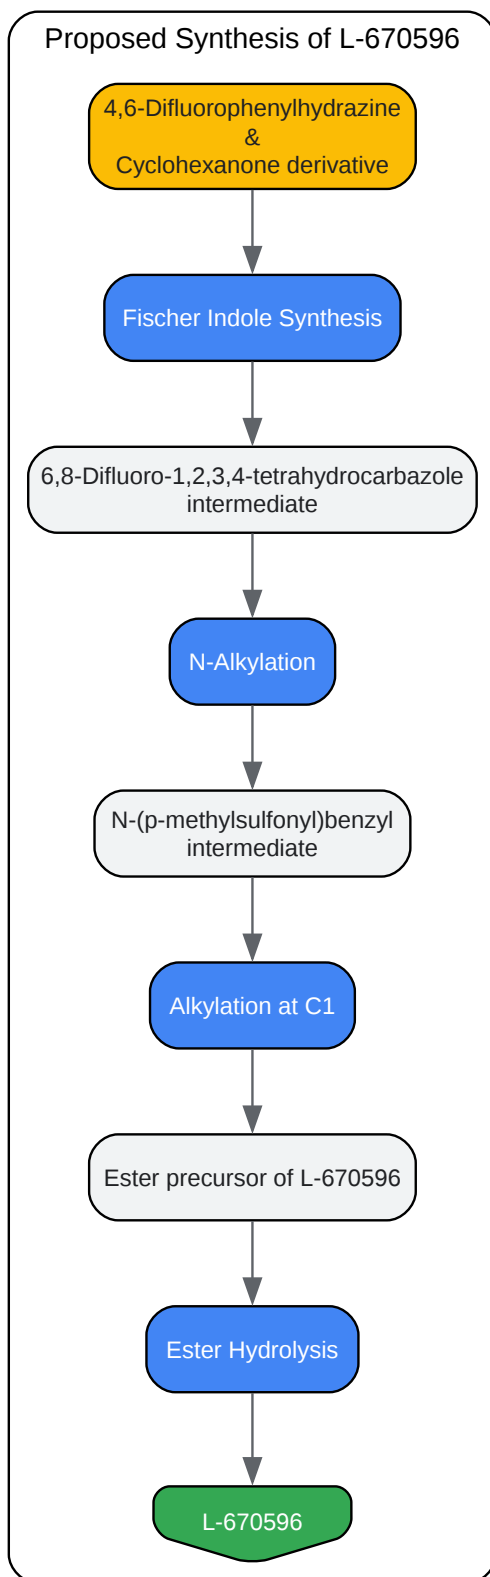 Proposed Synthesis of L-670596
4,6-Difluorophenylhydrazine
&
Cyclohexanone derivative
Fischer Indole Synthesis
6,8-Difluoro-1,2,3,4-tetrahydrocarbazole
intermediate
N-Alkylation
N-(p-methylsulfonyl)benzyl
intermediate
Alkylation at C1
Ester precursor of L-670596
Ester Hydrolysis
L-670596